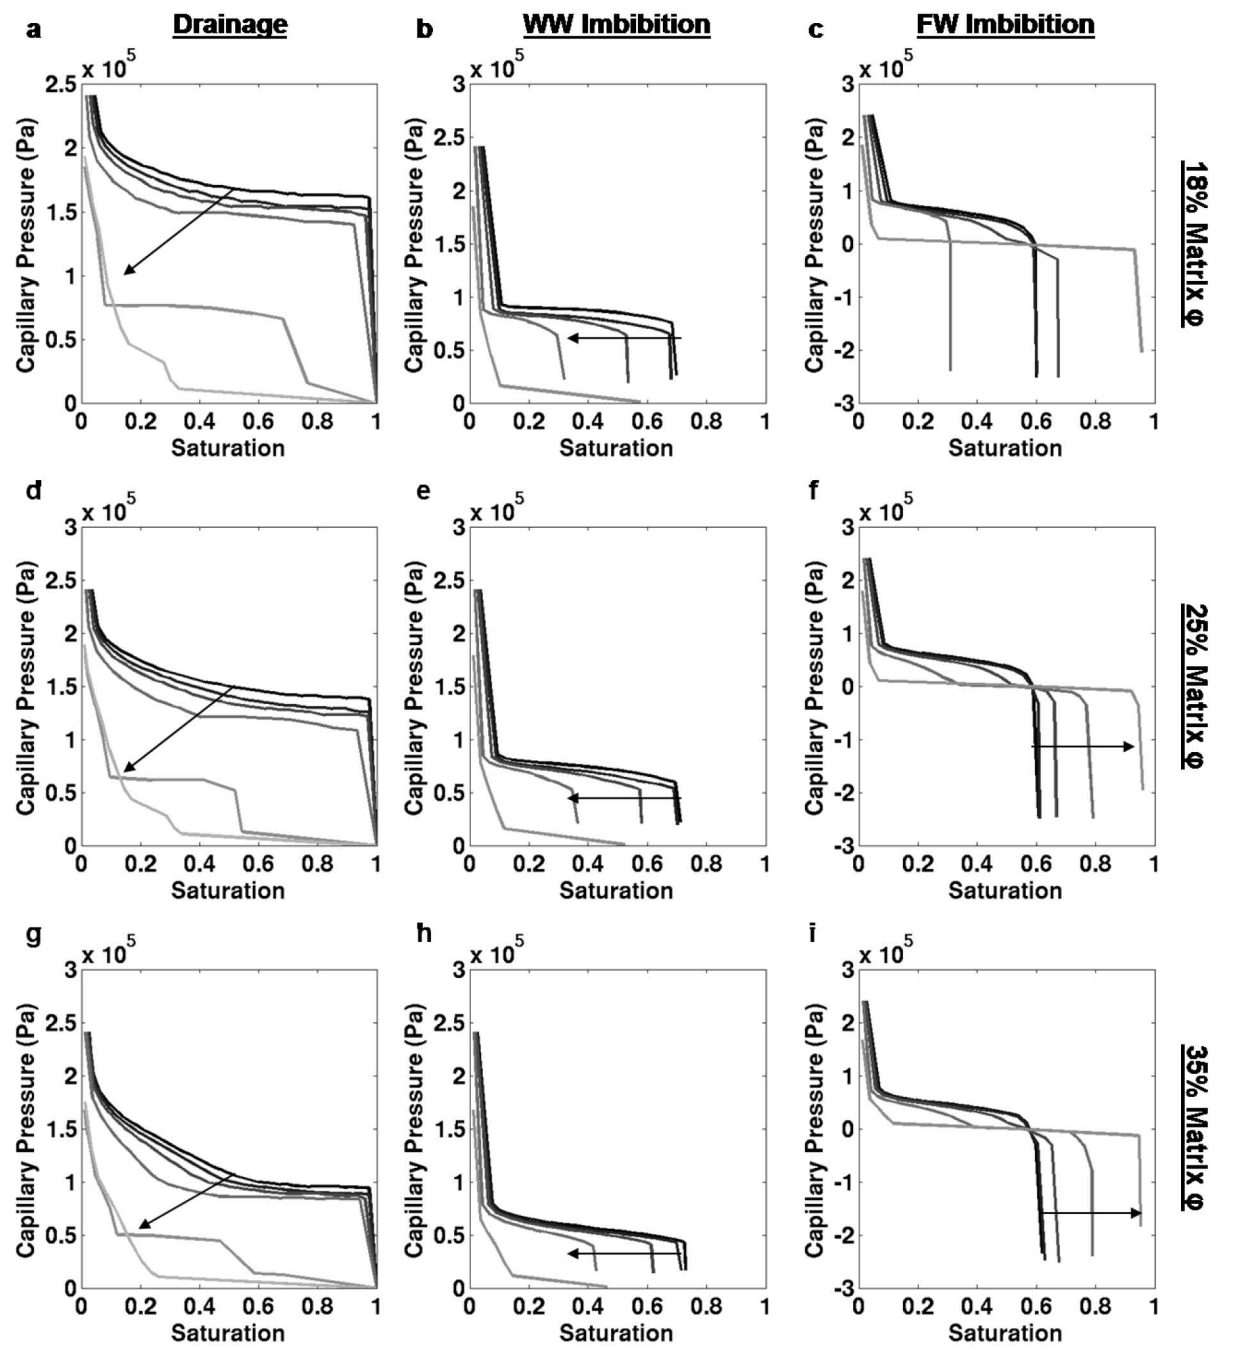 a Drainage b WW Imbibition c FW Imbibition
x 10^5 x 10^5 x 10^5
2.5 3 3
2 2.5 2
1.5 2 1
1 1.5 0
0.5 1 -1
0 0.5 -2
0 -3
Capillary Pressure (Pa) Capillary Pressure (Pa) Capillary Pressure (Pa)
0 0.2 0.4 0.6 0.8 1 0 0.2 0.4 0.6 0.8 1 0 0.2 0.4 0.6 0.8 1
Saturation Saturation Saturation
18% Matrix φ
d e f
x 10^5 x 10^5 x 10^5
3 3 3
2.5 2.5 2
2 2 1
1.5 1.5 0
1 1 -1
0.5 0.5 -2
0 0 -3
Capillary Pressure (Pa) Capillary Pressure (Pa) Capillary Pressure (Pa)
0 0.2 0.4 0.6 0.8 1 0 0.2 0.4 0.6 0.8 1 0 0.2 0.4 0.6 0.8 1
Saturation Saturation Saturation
25% Matrix φ
g h i
x 10^5 x 10^5 x 10^5
3 3 3
2.5 2.5 2
2 2 1
1.5 1.5 0
1 1 -1
0.5 0.5 -2
0 0 -3
Capillary Pressure (Pa) Capillary Pressure (Pa) Capillary Pressure (Pa)
0 0.2 0.4 0.6 0.8 1 0 0.2 0.4 0.6 0.8 1 0 0.2 0.4 0.6 0.8 1
Saturation Saturation Saturation
35% Matrix φ